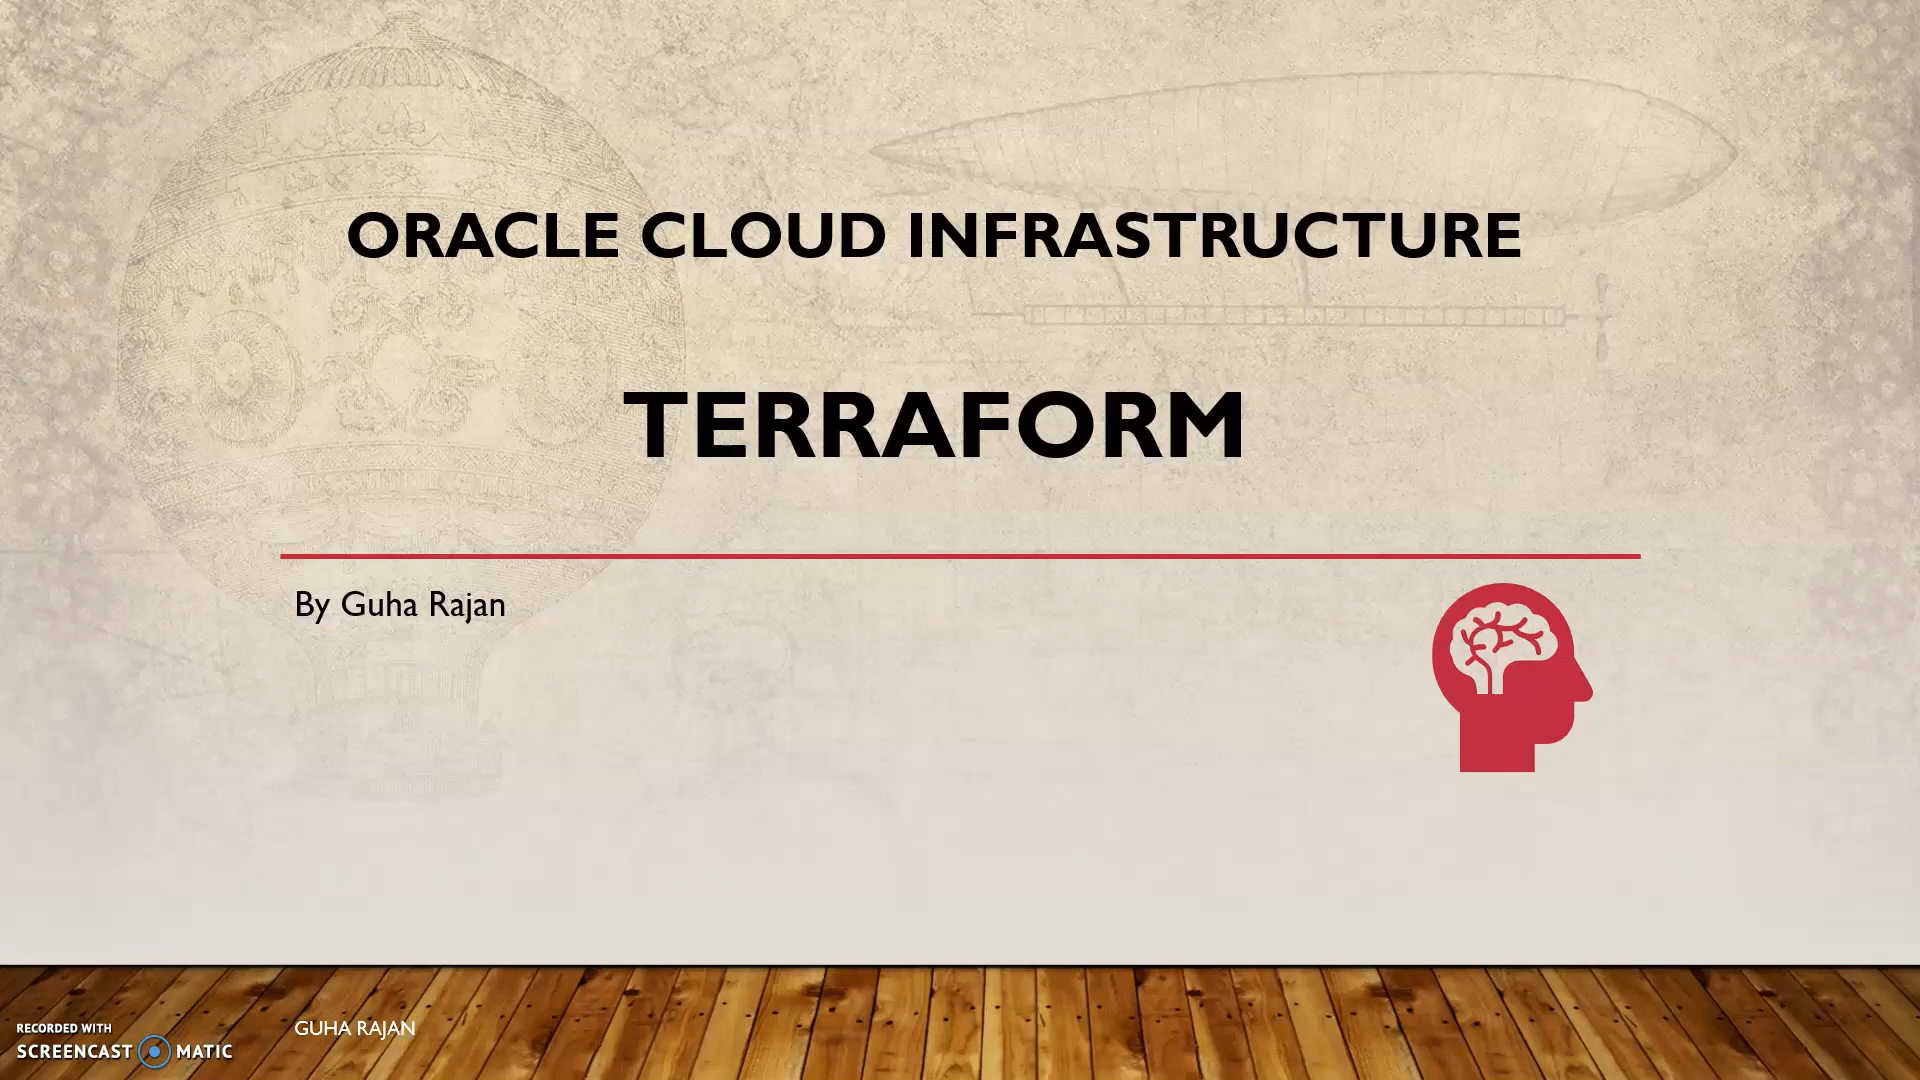 ORACLE CLOUD INFRASTRUCTURE
TERRAFORM
By Guha Rajan
GUHA RAJAN
RECORDED WITH
SCREENCAST MATIC